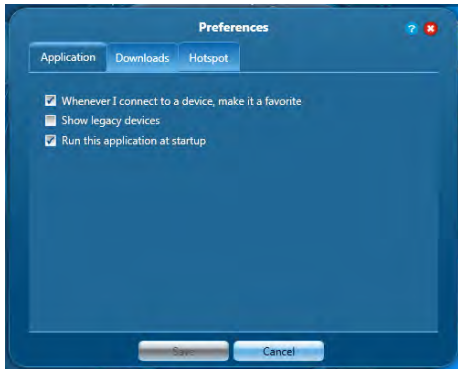 Preferences
?
Application Downloads Hotspot
Whenever I connect to a device, make it a favorite
Show legacy devices
Run this application at startup
Save Cancel